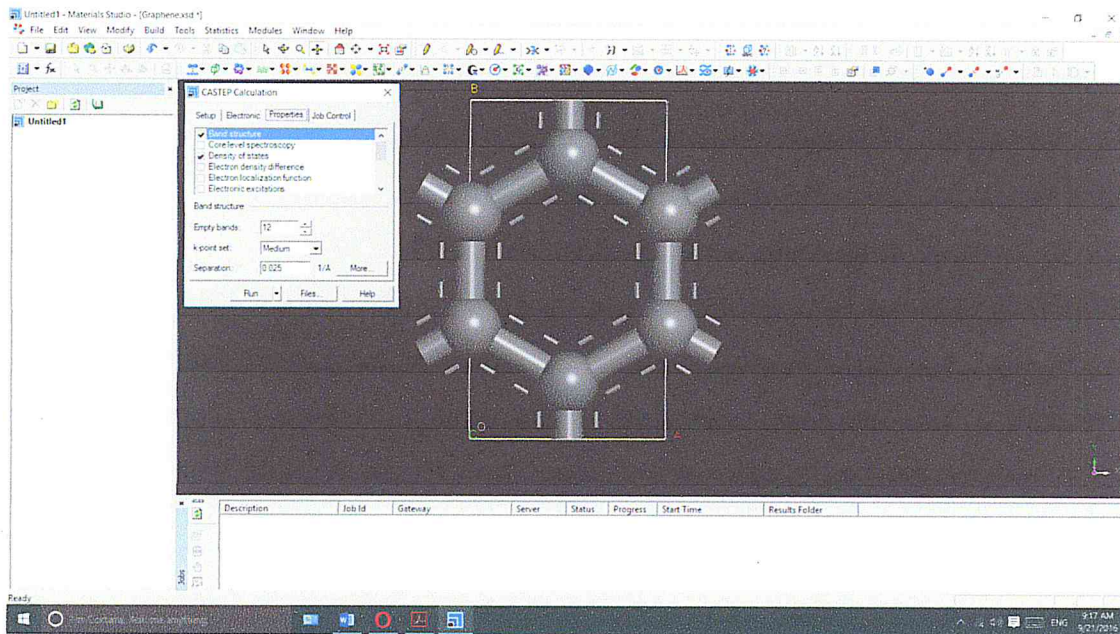 Untitled1 - Materials Studio - [Graphene.xsd *]
File Edit View Modify Build Tools Statistics Modules Window Help
Project
Untitled1
CASTEP Calculation
Setup Electronic Properties Job Control
Band structure
Core level spectroscopy
Density of states
Electron density difference
Electron localization function
Electronic excitations
Band structure
Empty bands: 12
k-point set: Medium
Separation: 0.025 1/A More...
Run Files... Help
B
O
A
Description Job Id Gateway Server Status Progress Start Time Results Folder
Jobs
Ready
ENG
9:17 AM